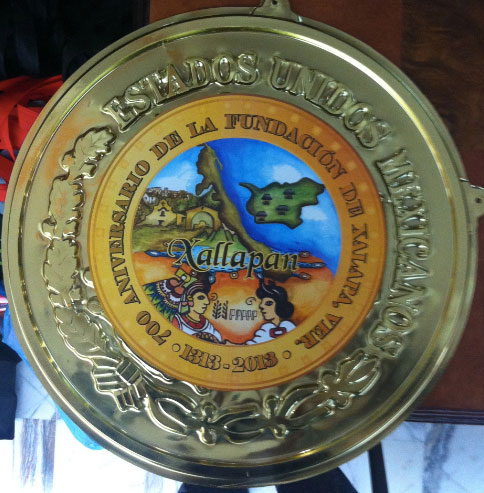 ESTADOS UNIDOS MEXICANOS
700 ANIVERSARIO DE LA FUNDACIÓN DE XALAPA, VER.
Xallapan
• 1313 - 2013 •